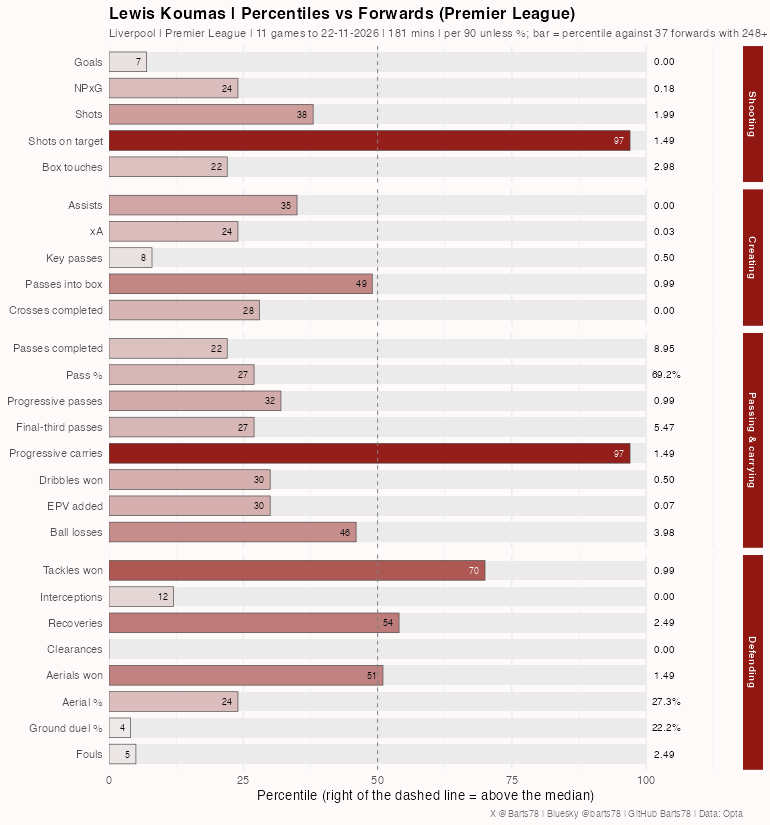 Lewis Koumas | Percentiles vs Forwards (Premier League)
Liverpool | Premier League | 11 games to 22-11-2026 | 181 mins | per 90 unless %; bar = percentile against 37 forwards with 248+
Goals 7 0.00
NPxG 24 0.18
Shots 38 1.99
Shots on target 97 1.49
Box touches 22 2.98
Shooting
Assists 35 0.00
xA 24 0.03
Key passes 8 0.50
Passes into box 49 0.99
Crosses completed 28 0.00
Creating
Passes completed 22 8.95
Pass % 27 69.2%
Progressive passes 32 0.99
Final-third passes 27 5.47
Progressive carries 97 1.49
Dribbles won 30 0.50
EPV added 30 0.07
Ball losses 46 3.98
Passing & carrying
Tackles won 70 0.99
Interceptions 12 0.00
Recoveries 54 2.49
Clearances 0.00
Aerials won 51 1.49
Aerial % 24 27.3%
Ground duel % 4 22.2%
Fouls 5 2.49
Defending
0 25 50 75 100
Percentile (right of the dashed line = above the median)
X @Barts78 | Bluesky @barts78 | GitHub Barts78 | Data: Opta